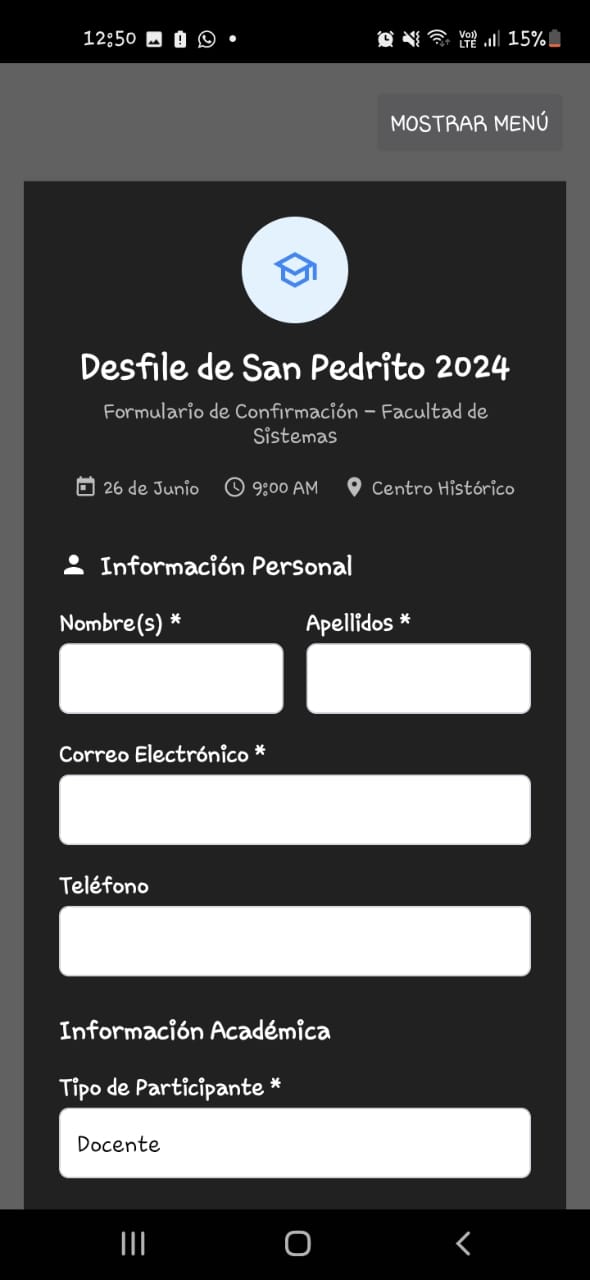 12:50
Vo)) LTE 15%
MOSTRAR MENÚ
Desfile de San Pedrito 2024
Formulario de Confirmación - Facultad de
Sistemas
26 de Junio 9:00 AM Centro Histórico
Información Personal
Nombre(s) * Apellidos *
Correo Electrónico *
Teléfono
Información Académica
Tipo de Participante *
Docente